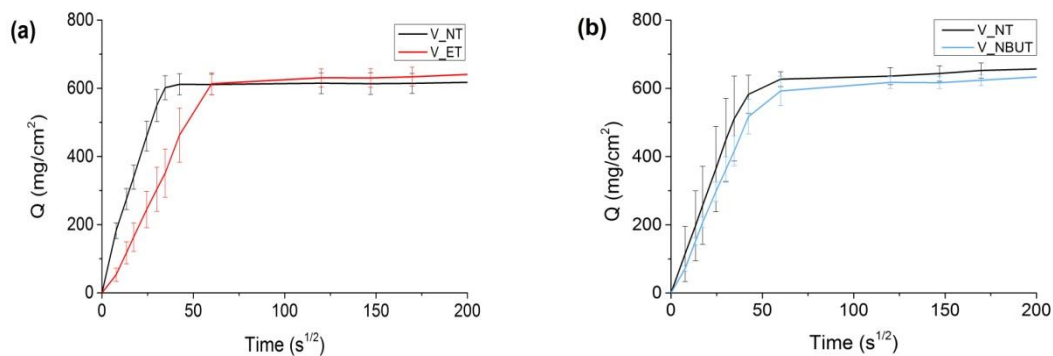 (a)
800
600
400
200
0
Q (mg/cm²)
0 50 100 150 200
Time (s^1/2)
V_NT
V_ET
(b)
800
600
400
200
0
Q (mg/cm²)
0 50 100 150 200
Time (s^1/2)
V_NT
V_NBUT